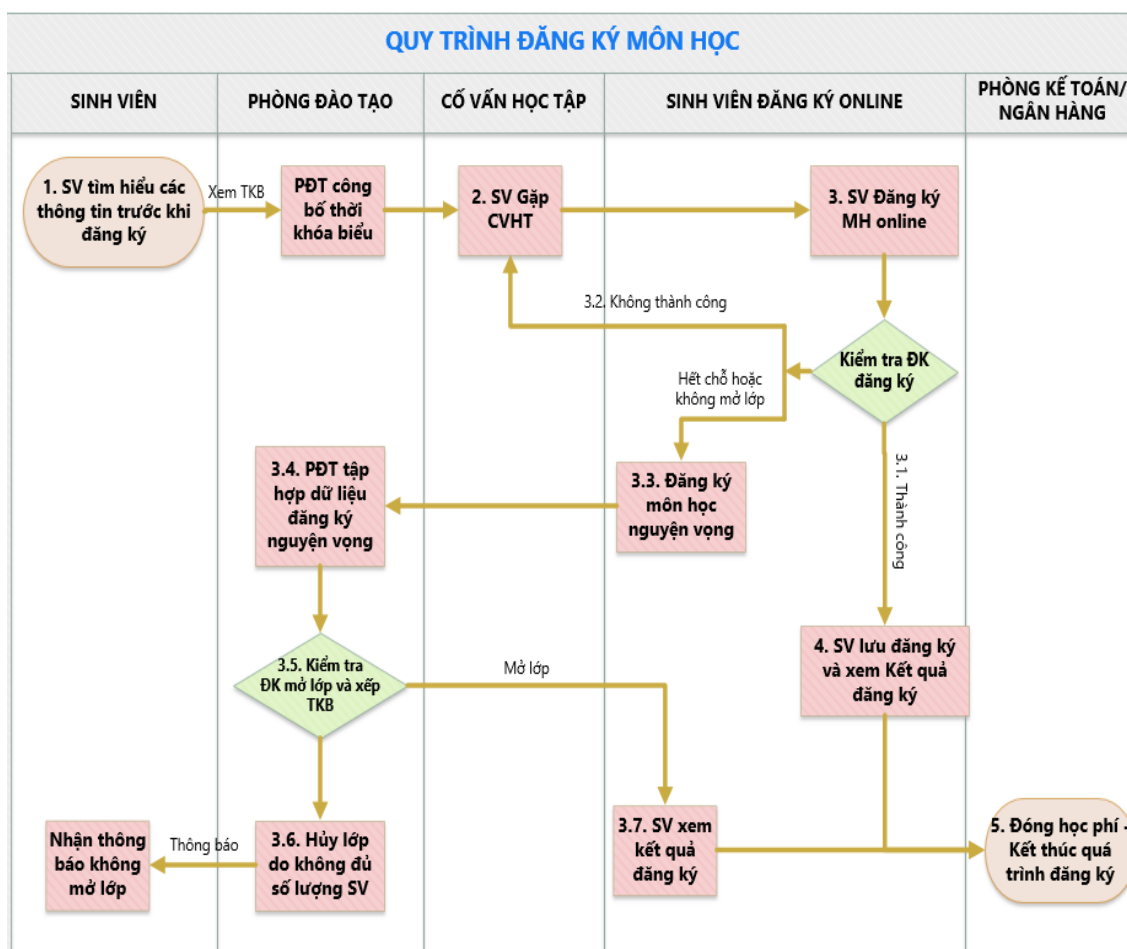 QUY TRÌNH ĐĂNG KÝ MÔN HỌC
SINH VIÊN
PHÒNG ĐÀO TẠO
CỐ VẤN HỌC TẬP
SINH VIÊN ĐĂNG KÝ ONLINE
PHÒNG KẾ TOÁN/
NGÂN HÀNG
1. SV tìm hiểu các
thông tin trước khi
đăng ký
Xem TKB
PĐT công
bố thời
khóa biểu
2. SV Gặp
CVHT
3. SV Đăng ký
MH online
3.2. Không thành công
Kiểm tra ĐK
đăng ký
Hết chỗ hoặc
không mở lớp
3.1. Thành công
3.4. PĐT tập
hợp dữ liệu
đăng ký
nguyện vọng
3.3. Đăng ký
môn học
nguyện vọng
3.5. Kiểm tra
ĐK mở lớp và xếp
TKB
Mở lớp
4. SV lưu đăng ký
và xem Kết quả
đăng ký
Nhận thông
báo không
mở lớp
Thông báo
3.6. Hủy lớp
do không đủ
số lượng SV
3.7. SV xem
kết quả
đăng ký
5. Đóng học phí -
Kết thúc quá
trình đăng ký